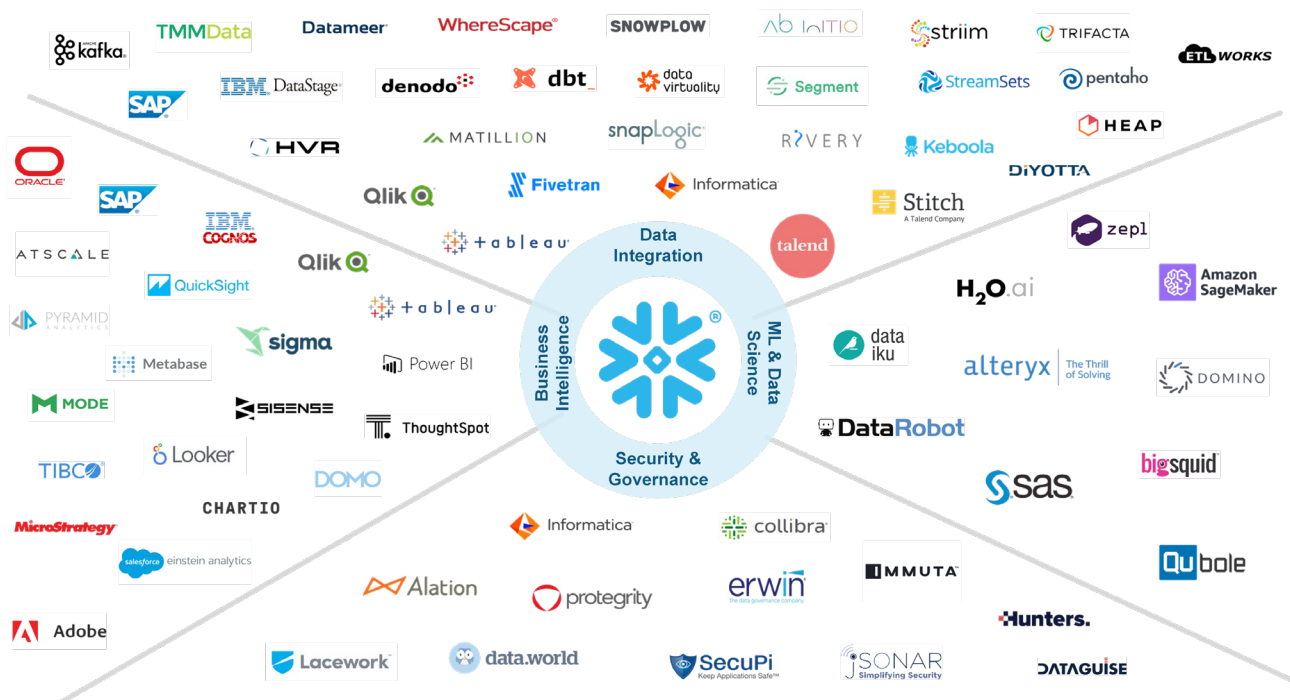 APACHE
kafka®
TMMData
Datameer®
WhereScape®
SNOWPLOW
Ab INITIO
striim
TRIFACTA
ETL WORKS
SAP
IBM DataStage®
denodo
dbt
data
virtuality
Segment
StreamSets
pentaho
HVR
MATILLION
snapLogic
RIVERY
Keboola
HEAP
DiYOTTA
Qlik
Fivetran
Informatica
Stitch
A Talend Company
+ableau
talend
Data
Integration
ORACLE
SAP
IBM
COGNOS
ATSCALE
Qlik
QuickSight
+ableau
PYRAMID
ANALYTICS
sigma
Metabase
Power BI
MODE
SISENSE
ThoughtSpot
Looker
TIBCO
DOMO
CHARTIO
MicroStrategy
salesforce einstein analytics
Adobe
Business
Intelligence
®
ML & Data
Science
zepl
H2O.ai
Amazon
SageMaker
data
iku
alteryx
The Thrill
of Solving
DOMINO
DataRobot
bigsquid
sas
Qubole
Security &
Governance
Informatica
collibra
Alation
protegrity
erwin
the data governance company
IMMUTA
Hunters.
Lacework
data.world
SecuPi
Keep Applications Safe℠
jSONAR
Simplifying Security
DATAGUISE